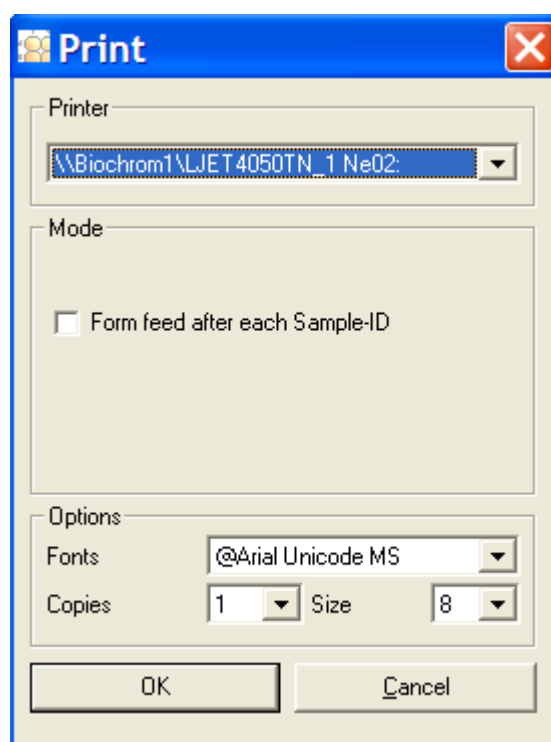 Print
Printer
\\Biochrom1\LJET4050TN_1 Ne02:
Mode
Form feed after each Sample-ID
Options
Fonts @Arial Unicode MS
Copies 1 Size 8
OK Cancel